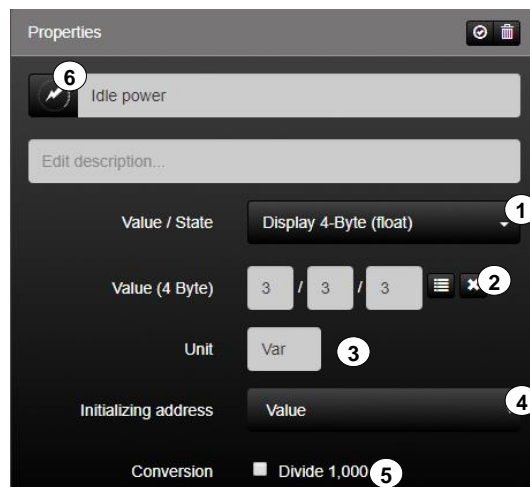 Properties
6
Idle power
Edit description...
Value / State Display 4-Byte (float) 1
Value (4 Byte) 3 / 3 / 3 2
Unit Var 3
Initializing address Value 4
Conversion Divide 1,000 5